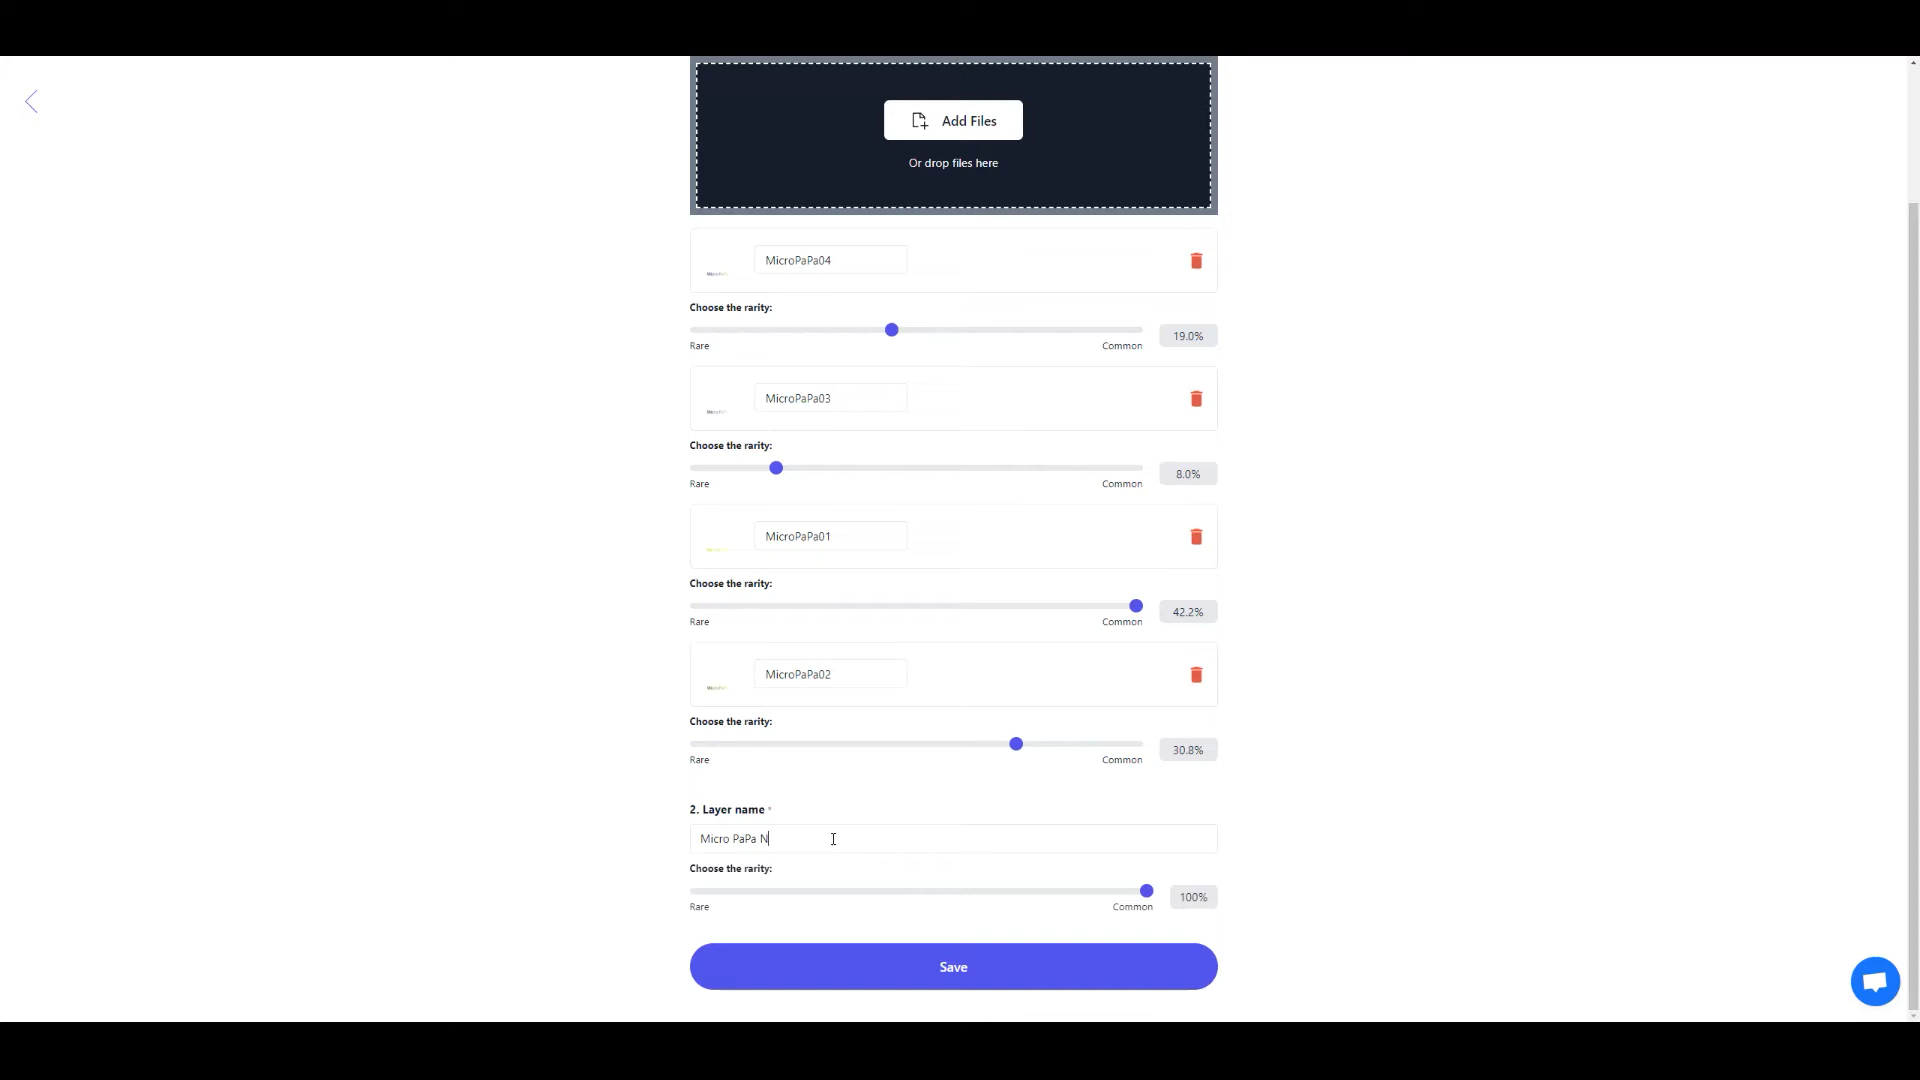 Add Files
Or drop files here
MicroPaPa04
Choose the rarity:
19.0%
Rare
Common
MicroPaPa03
Choose the rarity:
8.0%
Rare
Common
MicroPaPa01
Choose the rarity:
42.2%
Rare
Common
MicroPaPa02
Choose the rarity:
30.8%
Rare
Common
2. Layer name *
Micro PaPa N
Choose the rarity:
100%
Rare
Common
Save